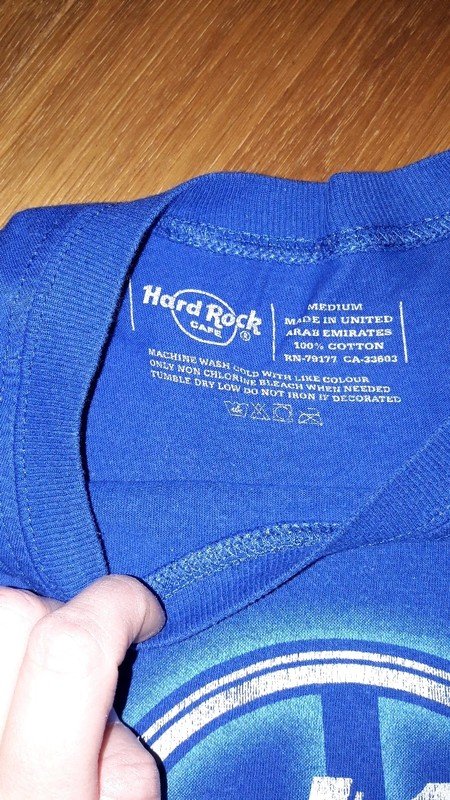 Hard Rock
CAFE
®
MEDIUM
MADE IN UNITED
ARAB EMIRATES
100% COTTON
RN-79177 CA-33603
MACHINE WASH COLD WITH LIKE COLOUR
ONLY NON CHLORINE BLEACH WHEN NEEDED
TUMBLE DRY LOW DO NOT IRON IF DECORATED